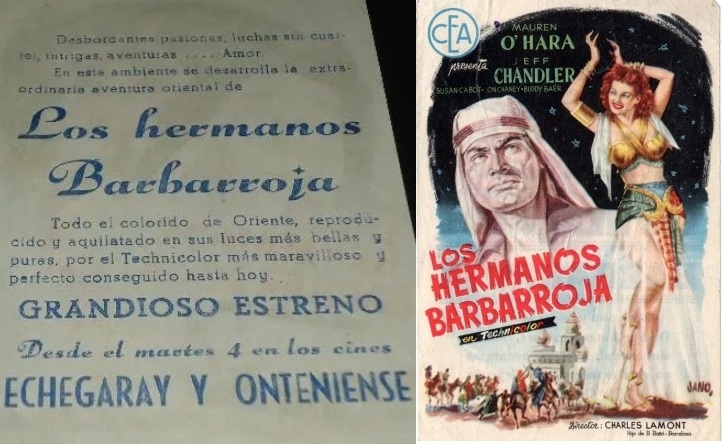 Desbordantes pasiones, luchas sin cuar-
tel, intrigas, aventuras .... Amor.
En este ambiente se desarrolla la extra-
ordinaria aventura oriental de
Los hermanos
Barbarroja
Todo el colorido de Oriente, reprodu-
cido y aquilatado en sus luces más bellas y
puras, por el Technicolor más maravilloso y
perfecto conseguido hasta hoy.
GRANDIOSO ESTRENO
Desde el martes 4 en los cines
ECHEGARAY Y ONTENIENSE
CEA
presenta
MAUREN
O'HARA
JEFF
CHANDLER
SUSAN CABOT • LON CHANEY • BUDDY BAER
LOS
HERMANOS
BARBARROJA
en Technicolor
JANO
Director: CHARLES LAMONT
Hijo de B. Bañó - Barcelona